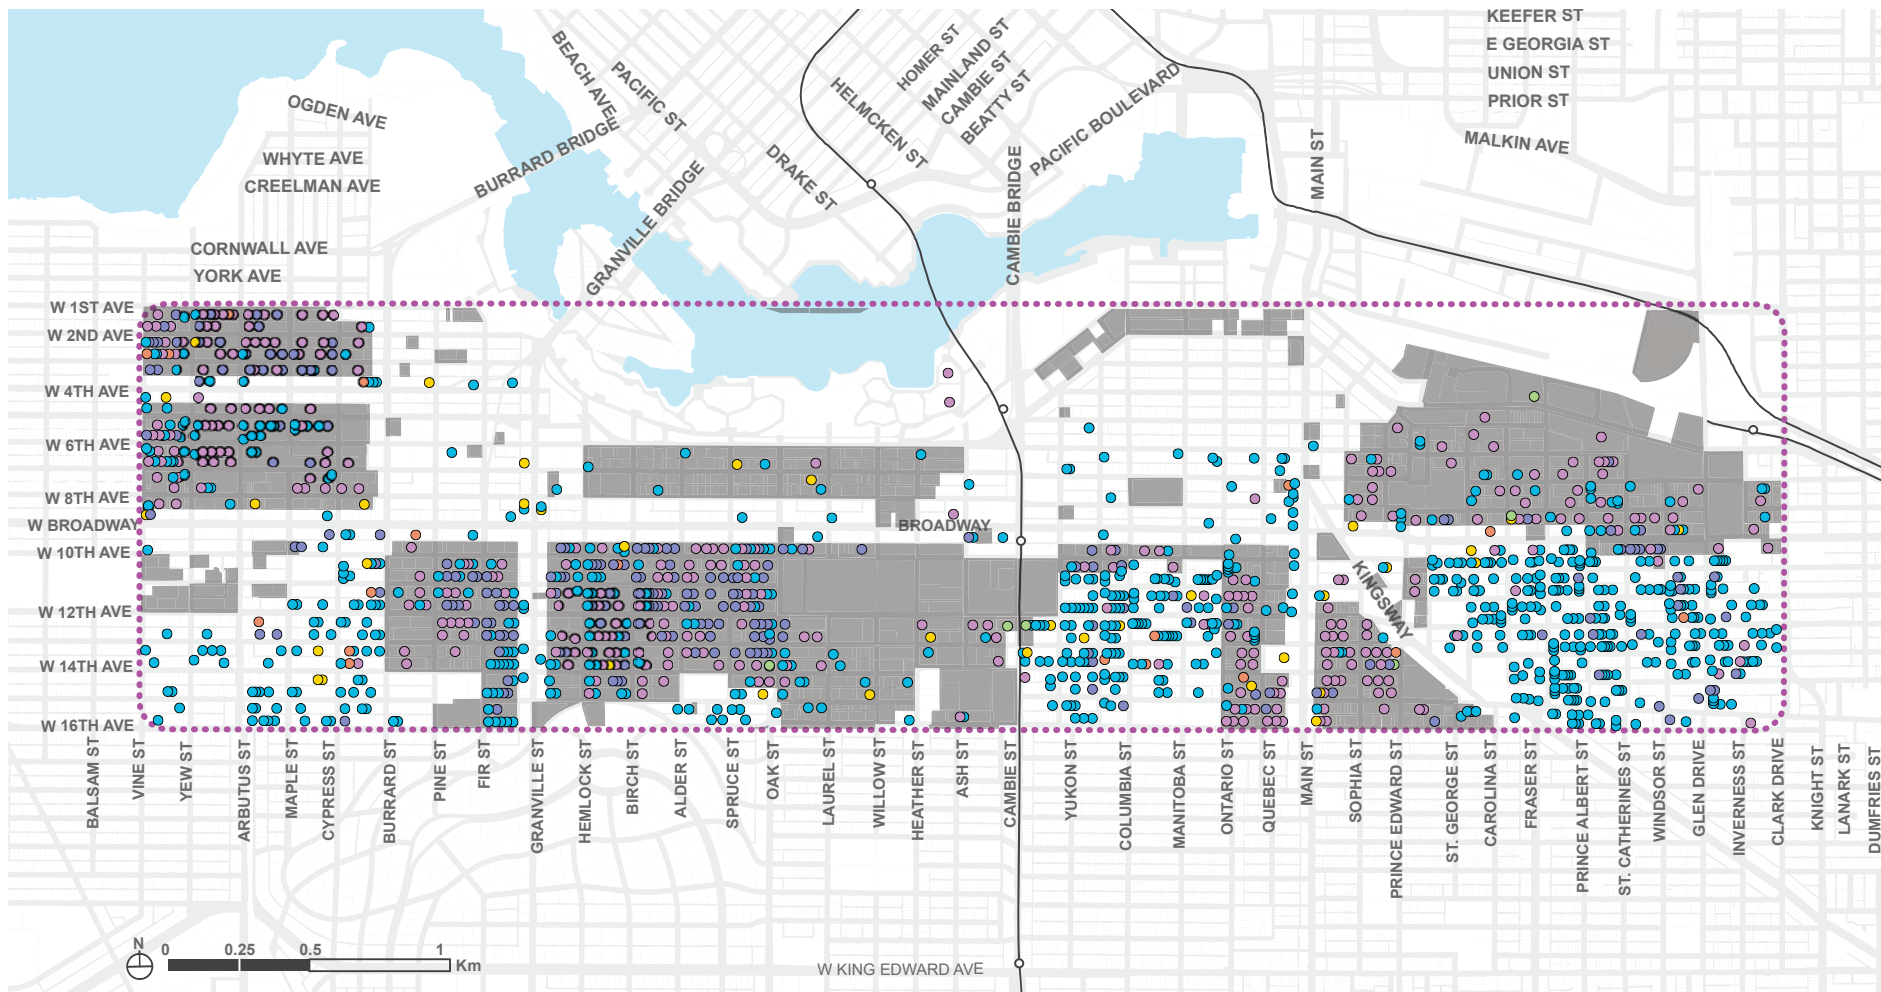 KEEFER ST
E GEORGIA ST
UNION ST
PRIOR ST
MALKIN AVE
MAIN ST
HOMER ST
MAINLAND ST
CAMBIE ST
BEATTY ST
PACIFIC BOULEVARD
HELMCKEN ST
BEACH AVE
PACIFIC ST
DRAKE ST
BURRARD BRIDGE
GRANVILLE BRIDGE
CAMBIE BRIDGE
OGDEN AVE
WHYTE AVE
CREELMAN AVE
CORNWALL AVE
YORK AVE
W 1ST AVE
W 2ND AVE
W 4TH AVE
W 6TH AVE
W 8TH AVE
W BROADWAY
BROADWAY
W 10TH AVE
KINGSWAY
W 12TH AVE
W 14TH AVE
W 16TH AVE
BALSAM ST
VINE ST
YEW ST
ARBUTUS ST
MAPLE ST
CYPRESS ST
BURRARD ST
PINE ST
FIR ST
GRANVILLE ST
HEMLOCK ST
BIRCH ST
ALDER ST
SPRUCE ST
OAK ST
LAUREL ST
WILLOW ST
HEATHER ST
ASH ST
CAMBIE ST
YUKON ST
COLUMBIA ST
MANITOBA ST
ONTARIO ST
QUEBEC ST
MAIN ST
SOPHIA ST
PRINCE EDWARD ST
ST. GEORGE ST
CAROLINA ST
FRASER ST
PRINCE ALBERT ST
ST. CATHERINES ST
WINDSOR ST
GLEN DRIVE
INVERNESS ST
CLARK DRIVE
KNIGHT ST
LANARK ST
DUMFRIES ST
N
0 0.25 0.5 1
Km
W KING EDWARD AVE